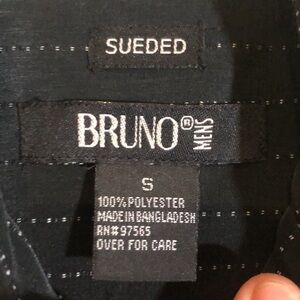 SUEDED
BRUNO® MENS
S
100% POLYESTER
MADE IN BANGLADESH
RN# 97565
OVER FOR CARE